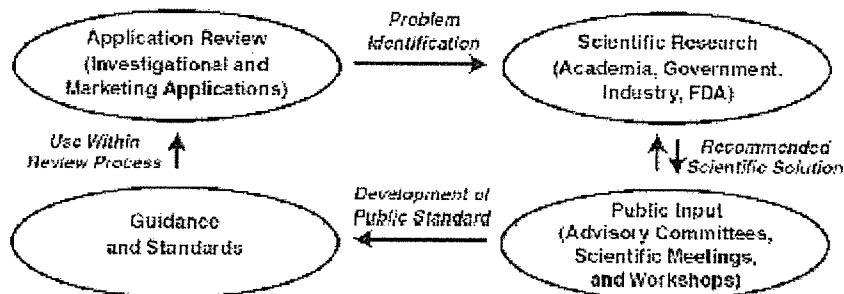 Application Review
(Investigational and
Marketing Applications)
Problem
Identification
Scientific Research
(Academia, Government,
Industry, FDA)
Use Within
Review Process
Recommended
Scientific Solution
Development of
Public Standard
Guidance
and Standards
Public Input
(Advisory Committees,
Scientific Meetings,
and Workshops)